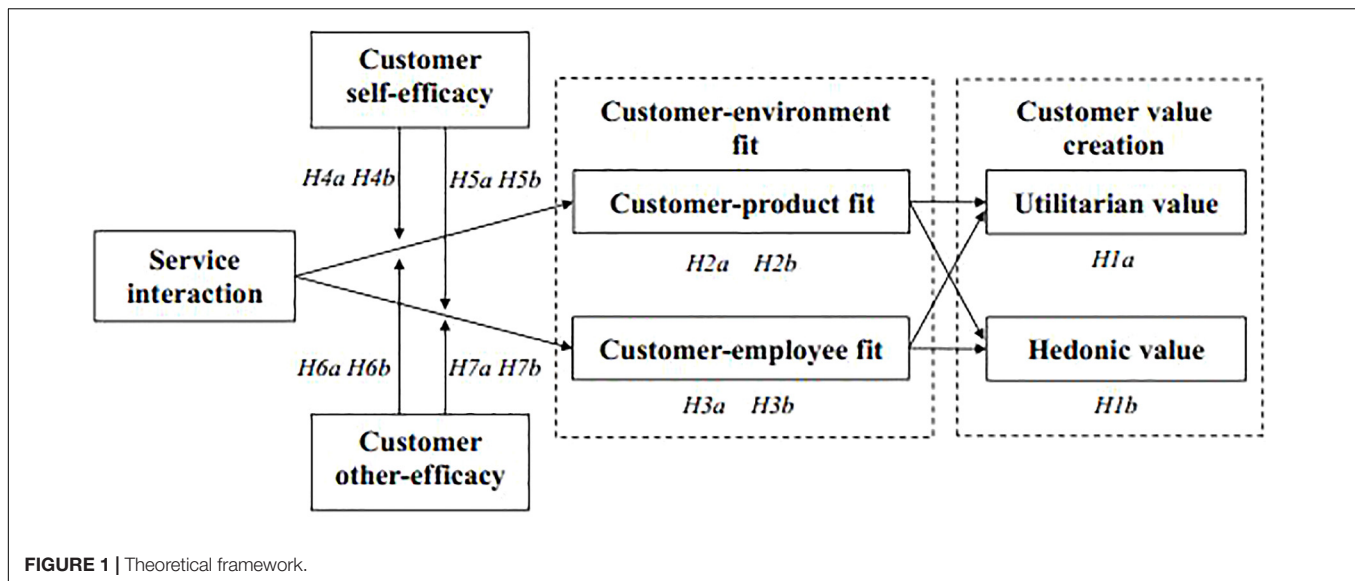 Customer
self-efficacy
Customer-environment
fit
Customer value
creation
H4a H4b
H5a H5b
Customer-product fit
Utilitarian value
Service
interaction
H2a H2b
H1a
Customer-employee fit
Hedonic value
H6a H6b
H7a H7b
H3a H3b
H1b
Customer
other-efficacy
FIGURE 1 | Theoretical framework.